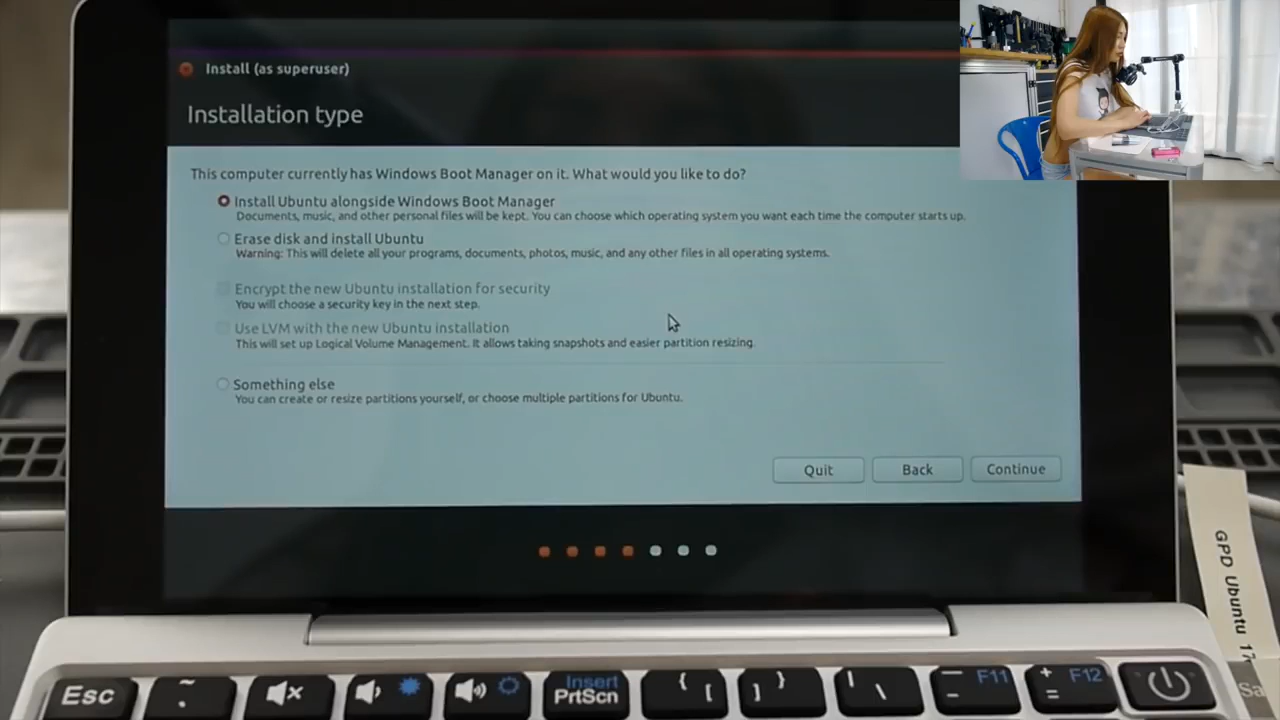 Install (as superuser)
Installation type
This computer currently has Windows Boot Manager on it. What would you like to do?
Install Ubuntu alongside Windows Boot Manager
Documents, music, and other personal files will be kept. You can choose which operating system you want each time the computer starts up.
Erase disk and install Ubuntu
Warning: This will delete all your programs, documents, photos, music, and any other files in all operating systems.
Encrypt the new Ubuntu installation for security
You will choose a security key in the next step.
Use LVM with the new Ubuntu installation
This will set up Logical Volume Management. It allows taking snapshots and easier partition resizing.
Something else
You can create or resize partitions yourself, or choose multiple partitions for Ubuntu.
Quit
Back
Continue
GPD Ubuntu 17
Sa
Esc
~
Insert
PrtScn
{ [
} ]
| \
— F11
-
+ F12
=